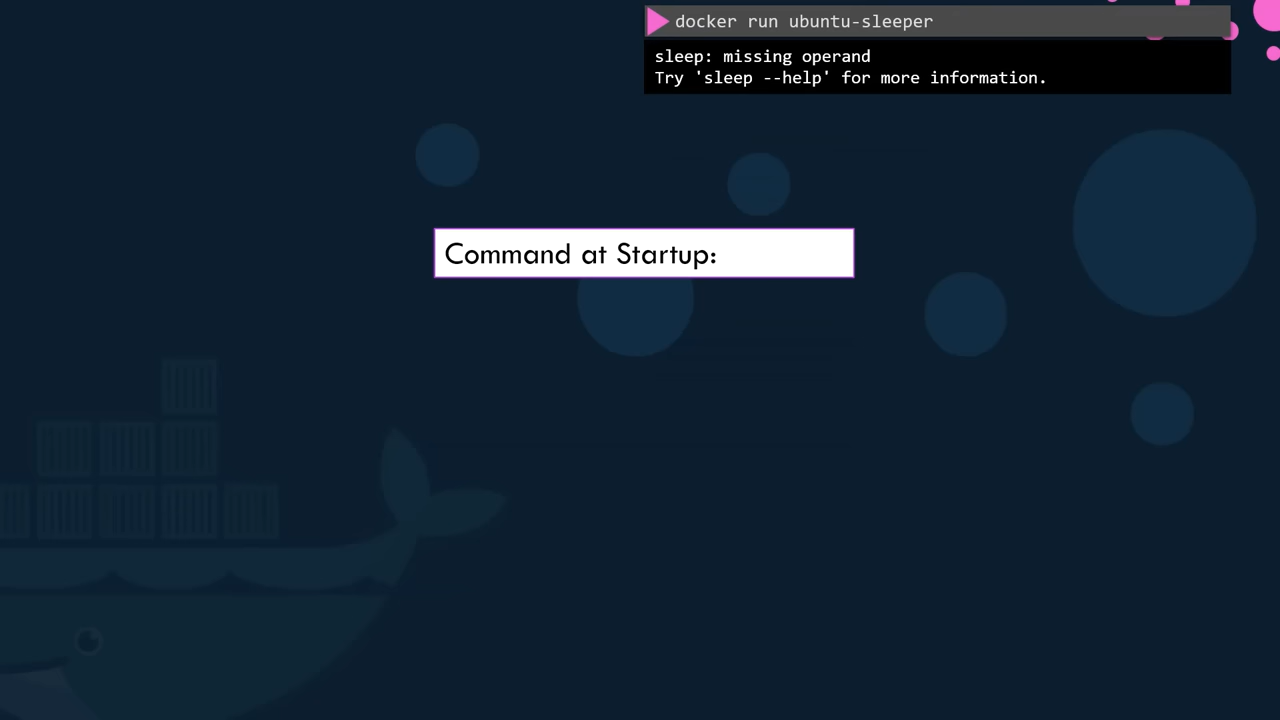 docker run ubuntu-sleeper
sleep: missing operand
Try 'sleep --help' for more information.
Command at Startup: